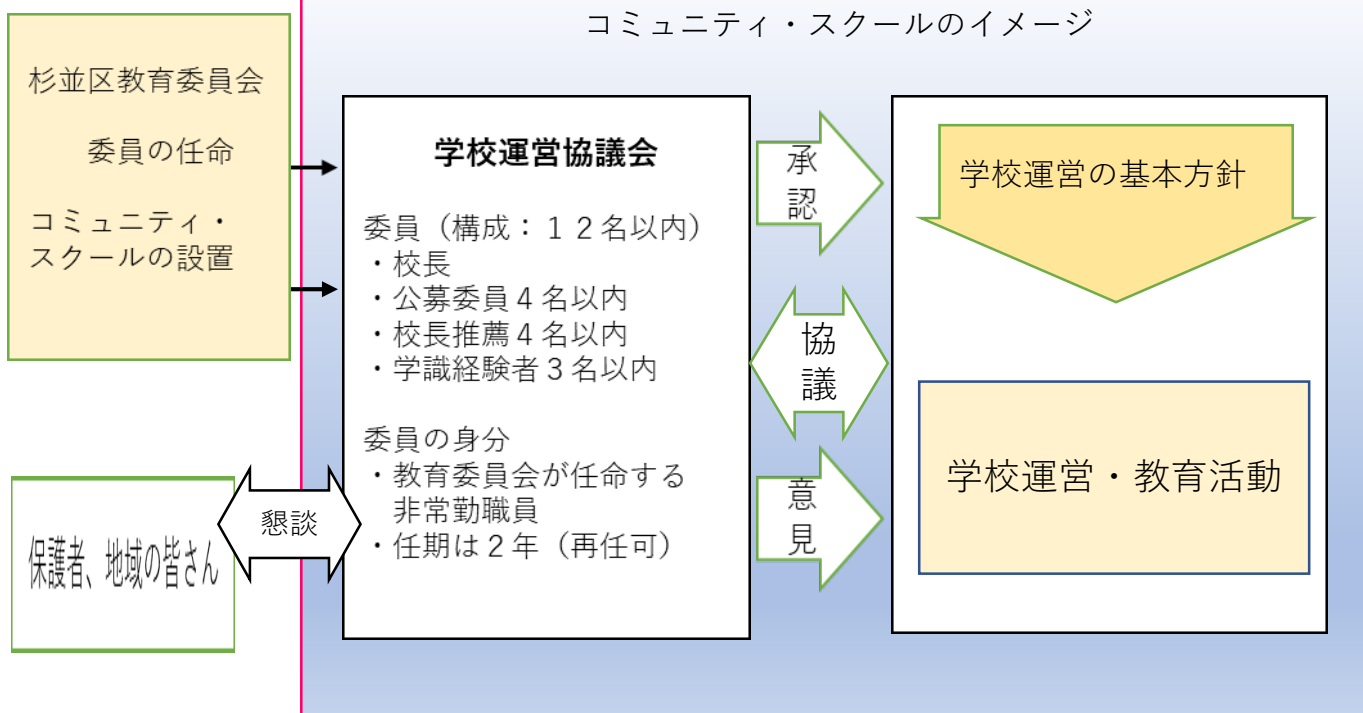 コミュニティ・スクールのイメージ
杉並区教育委員会
委員の任命
コミュニティ・
スクールの設置
保護者、地域の皆さん
懇談
学校運営協議会
委員（構成：１２名以内）
・校長
・公募委員４名以内
・校長推薦４名以内
・学識経験者３名以内
委員の身分
・教育委員会が任命する
非常勤職員
・任期は２年（再任可）
承認
協議
意見
学校運営の基本方針
学校運営・教育活動